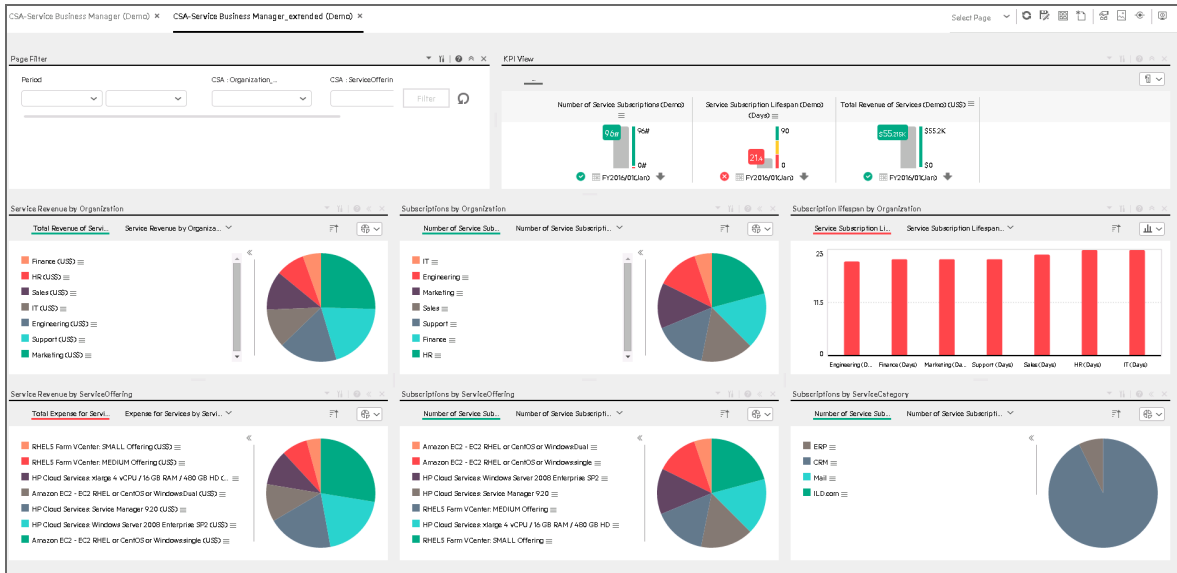 CSA-Service Business Manager (Demo) ×
CSA-Service Business Manager_extended (Demo) ×
Select Page
Page Filter
Period
CSA : Organization_...
CSA : ServiceOfferin
Filter
KPI View
Number of Service Subscriptions (Demo)
96#
96#
0#
FY2016/01(Jan)
Service Subscription Lifespan (Demo)
(Days)
90
21.4
0
FY2016/01(Jan)
Total Revenue of Services (Demo) (US$)
$55.2K
$0
FY2016/01(Jan)
Service Revenue by Organization
Total Revenue of Servi...
Service Revenue by Organiza...
Finance (US$)
HR (US$)
Sales (US$)
IT (US$)
Engineering (US$)
Support (US$)
Marketing (US$)
Subscriptions by Organization
Number of Service Sub...
Number of Service Subscripti...
IT
Engineering
Marketing
Sales
Support
Finance
HR
Subscription lifespan by Organization
Service Subscription Li...
Service Subscription Lifespan...
23
11.5
0
Engineering (D...
Finance (Days)
Marketing (Da...
Support (Days)
Sales (Days)
HR (Days)
IT (Days)
Service Revenue by ServiceOffering
Total Expense for Servi...
Expense for Services by Servi...
RHEL5 Farm VCenter: SMALL Offering (US$)
RHEL5 Farm VCenter: MEDIUM Offering (US$)
HP Cloud Services: xlarge 4 vCPU / 16 GB RAM / 480 GB HD (...
Amazon EC2 - EC2 RHEL or CentOS or WindowsDual (US$)
HP Cloud Services: Service Manager 9.20 (US$)
HP Cloud Services: Windows Server 2008 Enterprise SP2 (US$)
Amazon EC2 - EC2 RHEL or CentOS or Windowssingle (US$)
Subscriptions by ServiceOffering
Number of Service Sub...
Number of Service Subscripti...
Amazon EC2 - EC2 RHEL or CentOS or WindowsDual
Amazon EC2 - EC2 RHEL or CentOS or Windowssingle
HP Cloud Services: Windows Server 2008 Enterprise SP2
HP Cloud Services: Service Manager 9.20
RHEL5 Farm VCenter: MEDIUM Offering
HP Cloud Services: xlarge 4 vCPU / 16 GB RAM / 480 GB HD
RHEL5 Farm VCenter: SMALL Offering
Subscriptions by ServiceCategory
Number of Service Sub...
Number of Service Subscripti...
ERP
CRM
Mail
ILD.com